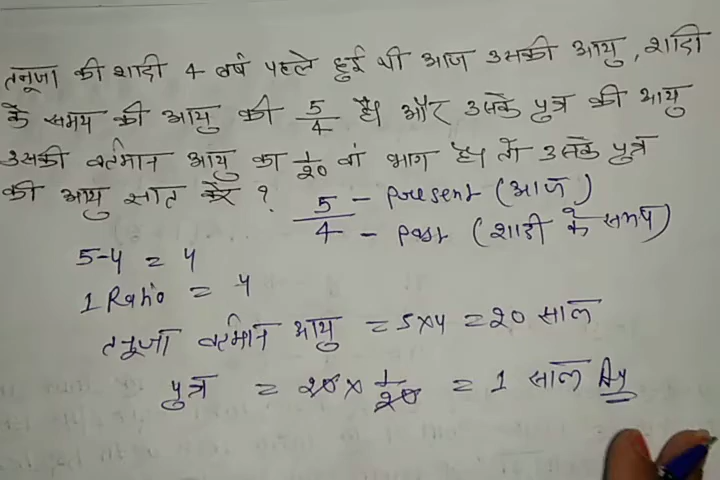 तनूजा की शादी 4 वर्ष पहले हुई थी आज उसकी आयु, शादी
के समय की आयु की 5/4 है। और उसके पुत्र की आयु
उसकी वर्तमान आयु का 1/20 वां भाग है। तो उसके पुत्र
की आयु ज्ञात करे ?
5 - Present (आज)
4 - Past (शादी के समय)
5-4 = 4
1 Ratio = 4
तनूजा वर्तमान आयु = 5×4 = 20 साल
पुत्र = 20 × 1/20 = 1 साल Ay